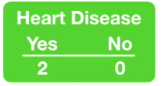 Heart Disease
Yes No
2 0